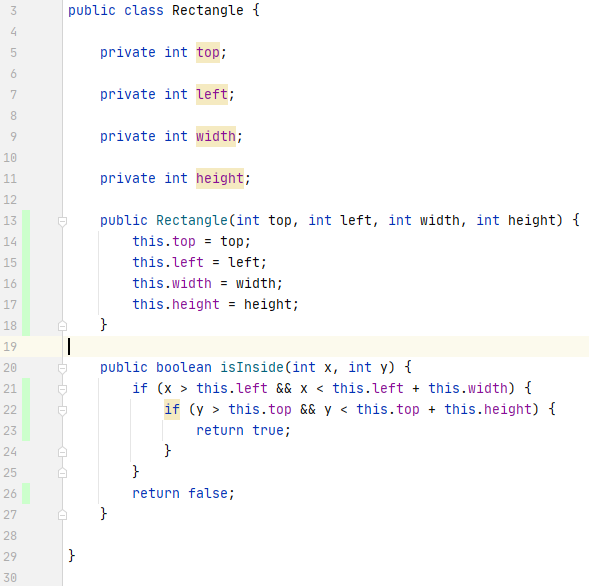 3 public class Rectangle {
4
5     private int top;
6
7     private int left;
8
9     private int width;
10
11     private int height;
12
13     public Rectangle(int top, int left, int width, int height) {
14         this.top = top;
15         this.left = left;
16         this.width = width;
17         this.height = height;
18     }
19
20     public boolean isInside(int x, int y) {
21         if (x > this.left && x < this.left + this.width) {
22             if (y > this.top && y < this.top + this.height) {
23                 return true;
24             }
25         }
26         return false;
27     }
28
29 }
30